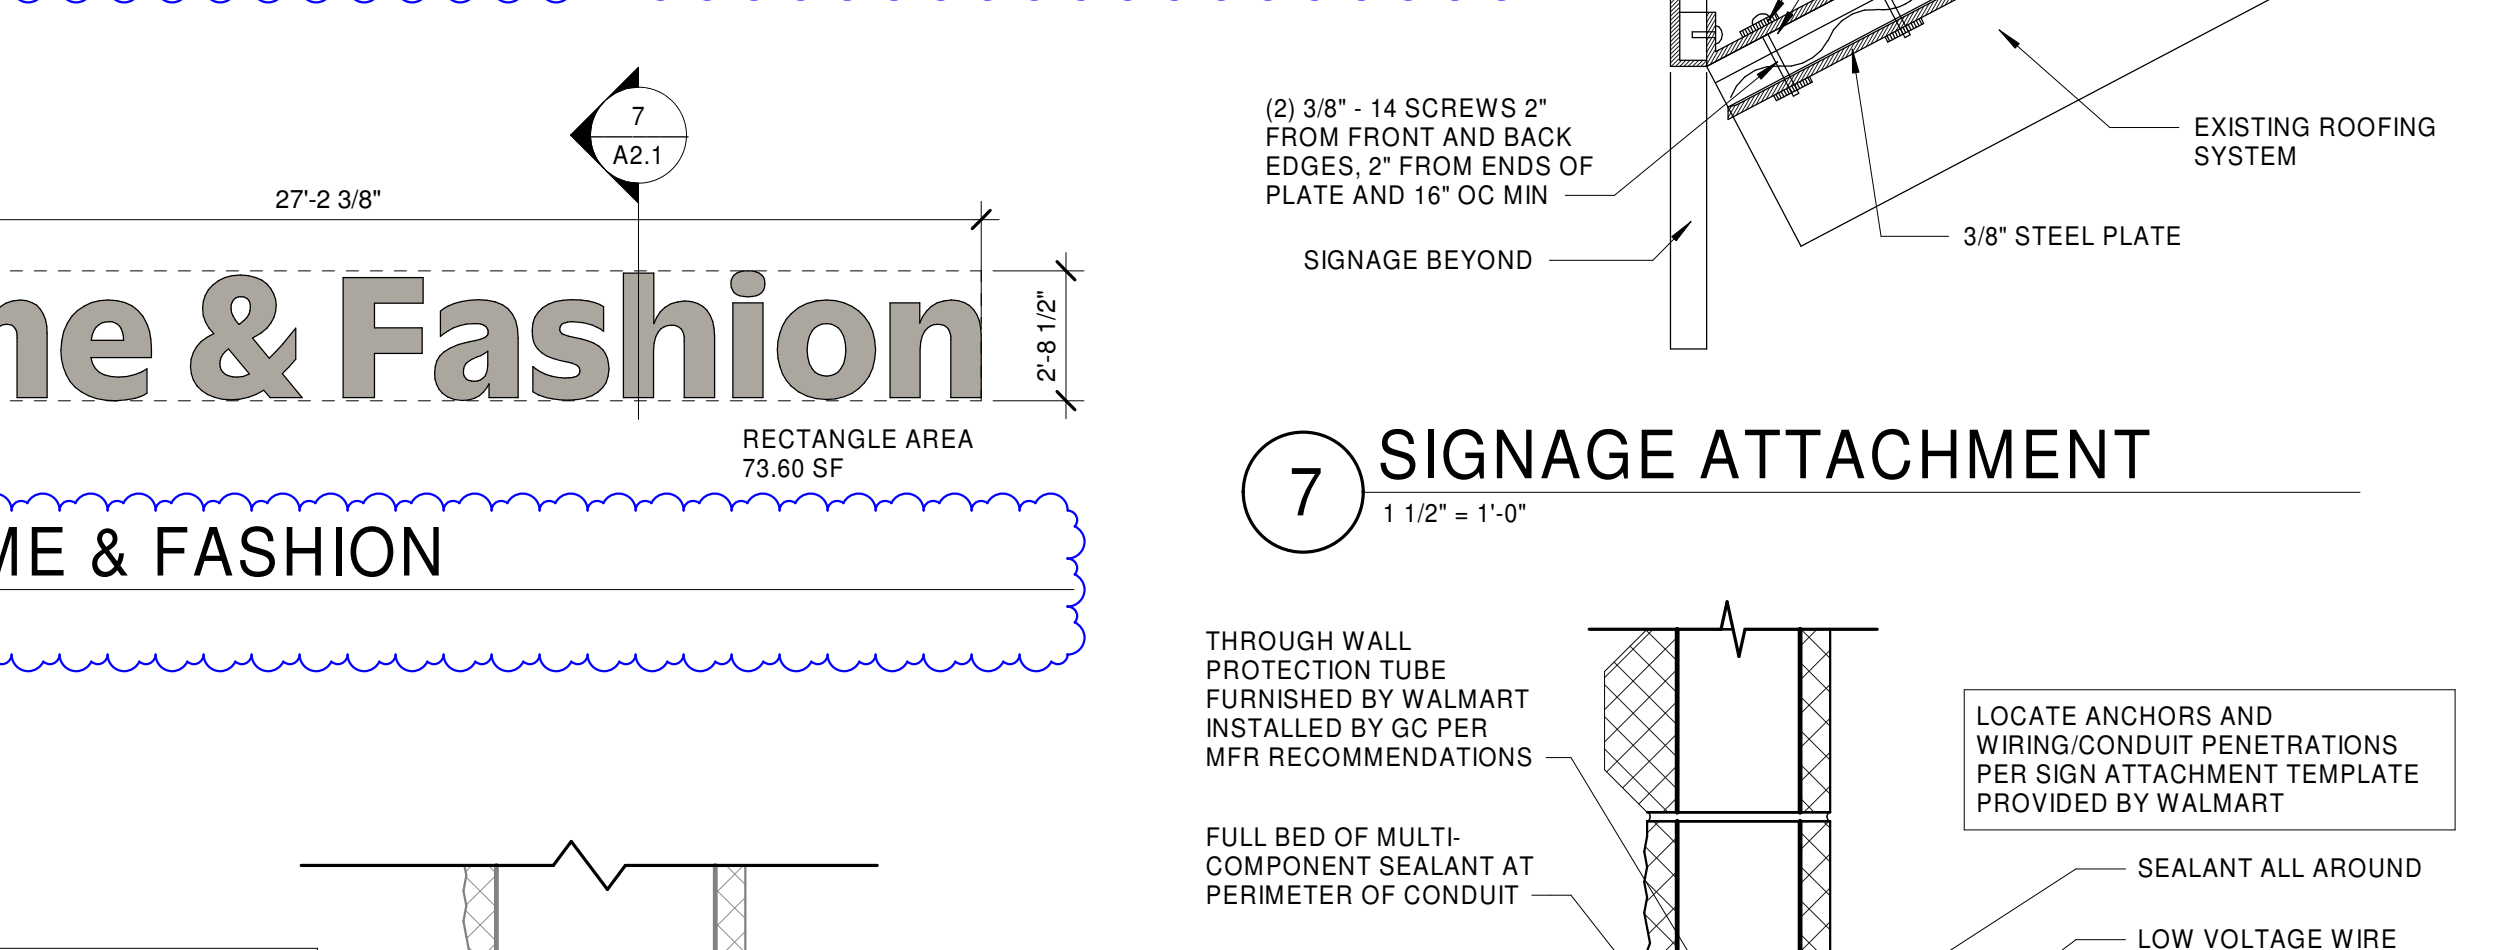 7
A2.1
27'-2 3/8"
me & Fashion
2'-8 1/2"
RECTANGLE AREA
73.60 SF
ME & FASHION
(2) 3/8" - 14 SCREWS 2"
FROM FRONT AND BACK
EDGES, 2" FROM ENDS OF
PLATE AND 16" OC MIN
SIGNAGE BEYOND
EXISTING ROOFING
SYSTEM
3/8" STEEL PLATE
7
SIGNAGE ATTACHMENT
1 1/2" = 1'-0"
THROUGH WALL
PROTECTION TUBE
FURNISHED BY WALMART
INSTALLED BY GC PER
MFR RECOMMENDATIONS
FULL BED OF MULTI-
COMPONENT SEALANT AT
PERIMETER OF CONDUIT
LOCATE ANCHORS AND
WIRING/CONDUIT PENETRATIONS
PER SIGN ATTACHMENT TEMPLATE
PROVIDED BY WALMART
SEALANT ALL AROUND
LOW VOLTAGE WIRE